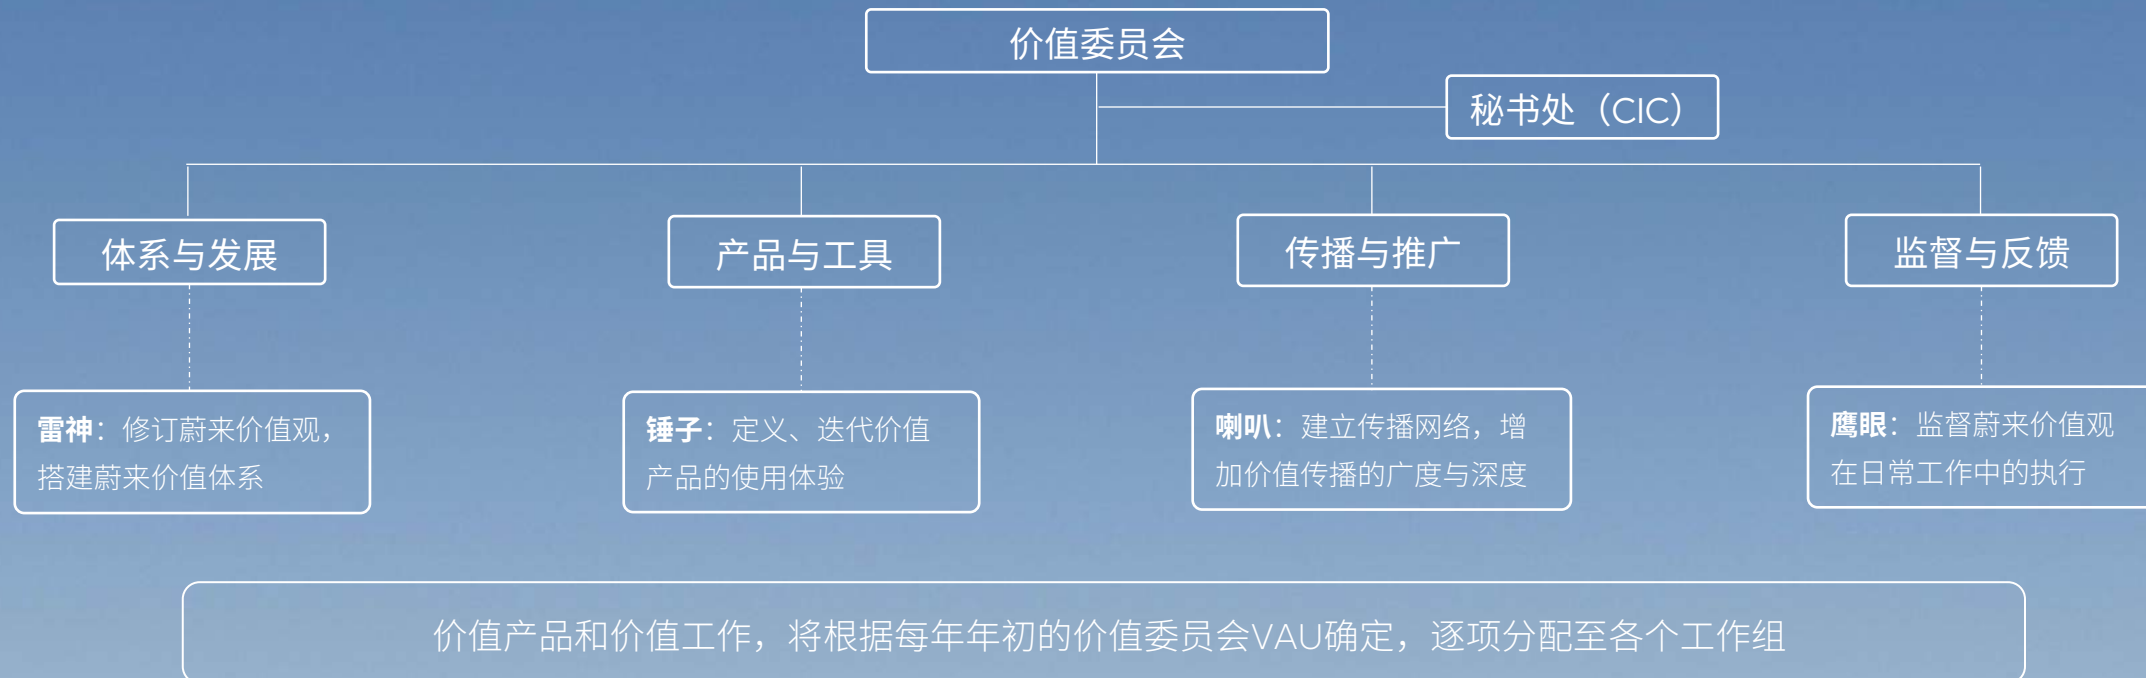 价值委员会
秘书处（CIC）
体系与发展
产品与工具
传播与推广
监督与反馈
雷神：修订蔚来价值观，
搭建蔚来价值体系
锤子：定义、迭代价值
产品的使用体验
喇叭：建立传播网络，增
加价值传播的广度与深度
鹰眼：监督蔚来价值观
在日常工作中的执行
价值产品和价值工作，将根据每年年初的价值委员会VAU确定，逐项分配至各个工作组